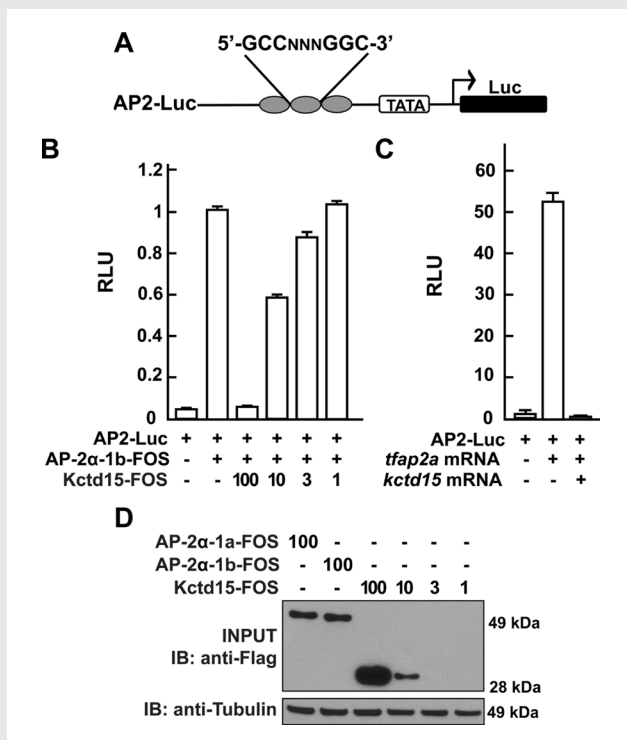 A
5'-GCCNNNGGC-3'
AP2-Luc
TATA
Luc
B
RLU
1.2
1
0.8
0.6
0.4
0.2
0
AP2-Luc + + + + + +
AP-2α-1b-FOS - + + + + +
Kctd15-FOS - - 100 10 3 1
C
RLU
60
50
40
30
20
10
0
AP2-Luc + + +
tfap2a mRNA - + +
kctd15 mRNA - - +
D
AP-2α-1a-FOS 100 - - - - -
AP-2α-1b-FOS - 100 - - - -
Kctd15-FOS - - 100 10 3 1
INPUT
IB: anti-Flag
49 kDa
28 kDa
IB: anti-Tubulin
49 kDa